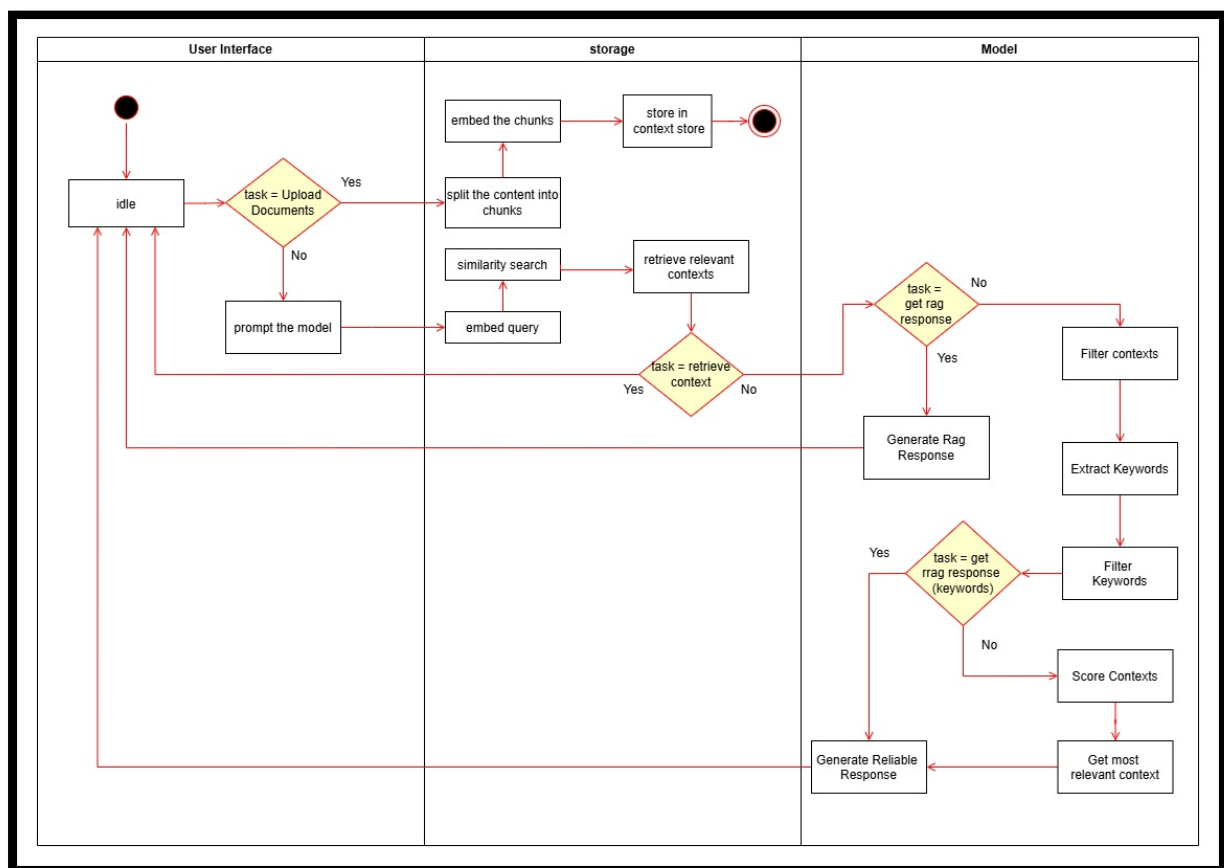 User Interface
storage
Model
embed the chunks
store in
context store
idle
task = Upload
Documents
Yes
split the content into
chunks
No
similarity search
retrieve relevant
contexts
prompt the model
embed query
task = retrieve
context
Yes
No
task =
get rag
response
No
Yes
Filter contexts
Generate Rag
Response
Extract Keywords
Filter
Keywords
task = get
rrag response
(keywords)
Yes
No
Score Contexts
Generate Reliable
Response
Get most
relevant context